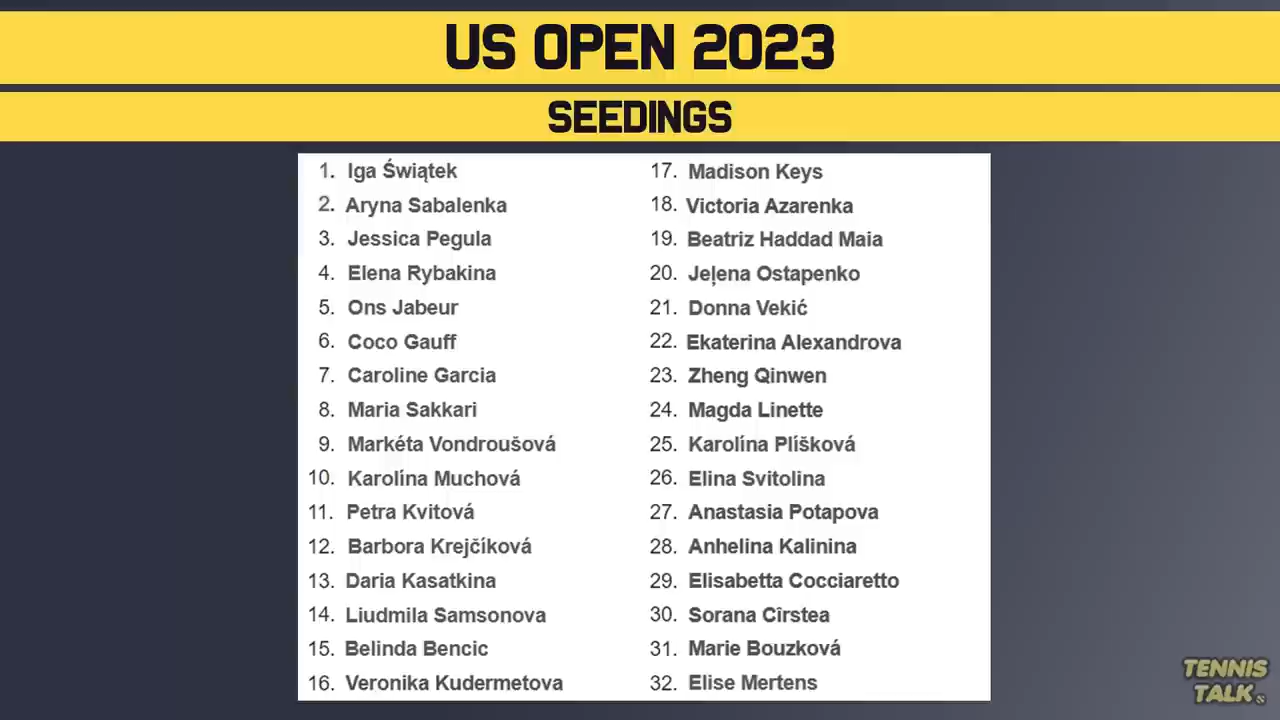 US OPEN 2023
SEEDINGS
1. Iga Świątek
2. Aryna Sabalenka
3. Jessica Pegula
4. Elena Rybakina
5. Ons Jabeur
6. Coco Gauff
7. Caroline Garcia
8. Maria Sakkari
9. Markéta Vondroušová
10. Karolína Muchová
11. Petra Kvitová
12. Barbora Krejčíková
13. Daria Kasatkina
14. Liudmila Samsonova
15. Belinda Bencic
16. Veronika Kudermetova
17. Madison Keys
18. Victoria Azarenka
19. Beatriz Haddad Maia
20. Jeļena Ostapenko
21. Donna Vekić
22. Ekaterina Alexandrova
23. Zheng Qinwen
24. Magda Linette
25. Karolína Plíšková
26. Elina Svitolina
27. Anastasia Potapova
28. Anhelina Kalinina
29. Elisabetta Cocciaretto
30. Sorana Cîrstea
31. Marie Bouzková
32. Elise Mertens
TENNIS
TALK